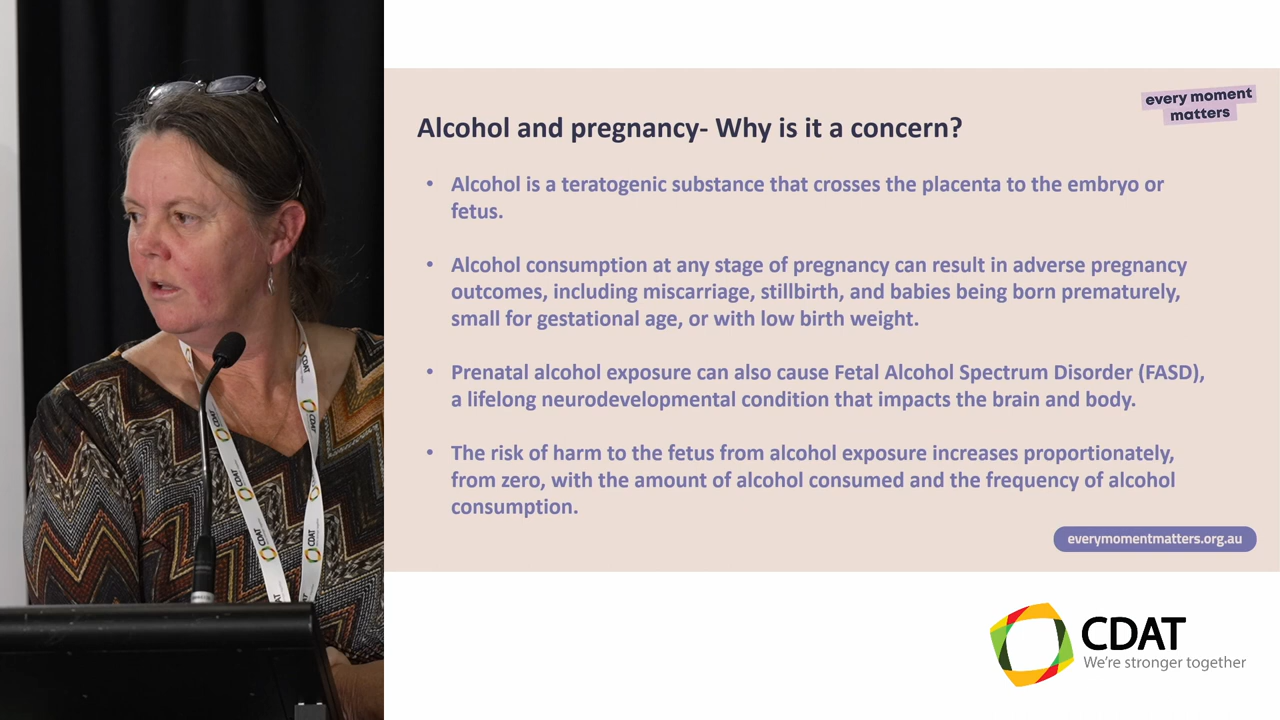 every moment
matters
Alcohol and pregnancy- Why is it a concern?
• Alcohol is a teratogenic substance that crosses the placenta to the embryo or
fetus.
• Alcohol consumption at any stage of pregnancy can result in adverse pregnancy
outcomes, including miscarriage, stillbirth, and babies being born prematurely,
small for gestational age, or with low birth weight.
• Prenatal alcohol exposure can also cause Fetal Alcohol Spectrum Disorder (FASD),
a lifelong neurodevelopmental condition that impacts the brain and body.
• The risk of harm to the fetus from alcohol exposure increases proportionately,
from zero, with the amount of alcohol consumed and the frequency of alcohol
consumption.
everymomentmatters.org.au
CDAT
We're stronger together
CDAT
CDAT
CDAT
CDAT
CDAT